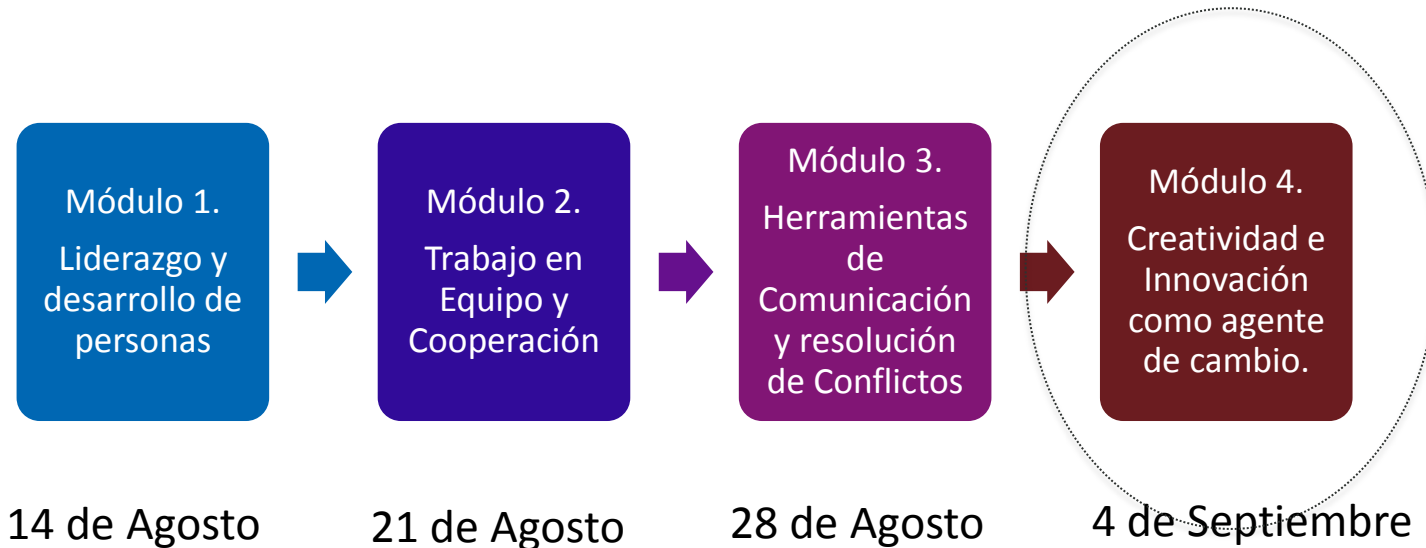 Módulo 1.
Liderazgo y
desarrollo de
personas
Módulo 2.
Trabajo en
Equipo y
Cooperación
Módulo 3.
Herramientas
de
Comunicación
y resolución
de Conflictos
Módulo 4.
Creatividad e
Innovación
como agente
de cambio.
14 de Agosto
21 de Agosto
28 de Agosto
4 de Septiembre